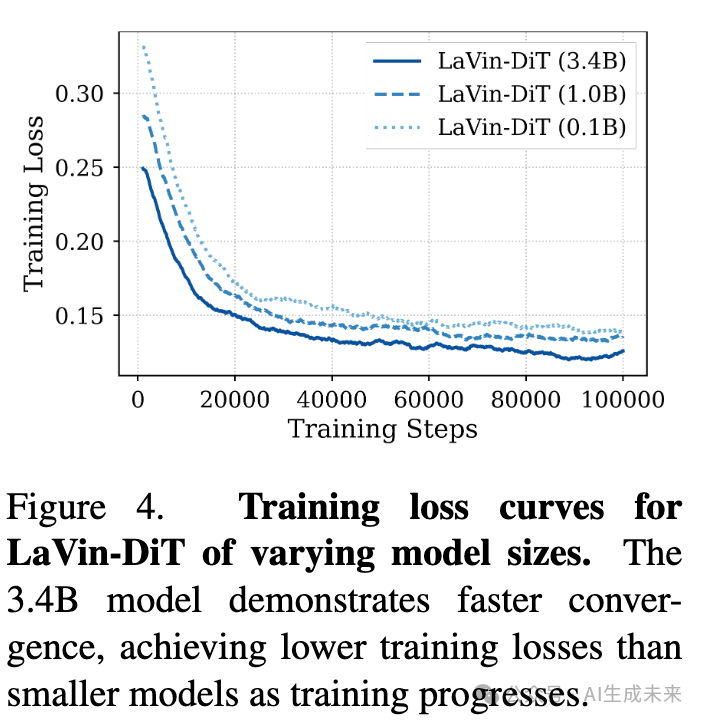 LaVin-DiT (3.4B)
LaVin-DiT (1.0B)
LaVin-DiT (0.1B)
0.30
0.25
0.20
0.15
Training Loss
0 20000 40000 60000 80000 100000
Training Steps
Figure 4. Training loss curves for
LaVin-DiT of varying model sizes. The
3.4B model demonstrates faster conver-
gence, achieving lower training losses than
smaller models as training progresses.
公众号 · AI生成未来